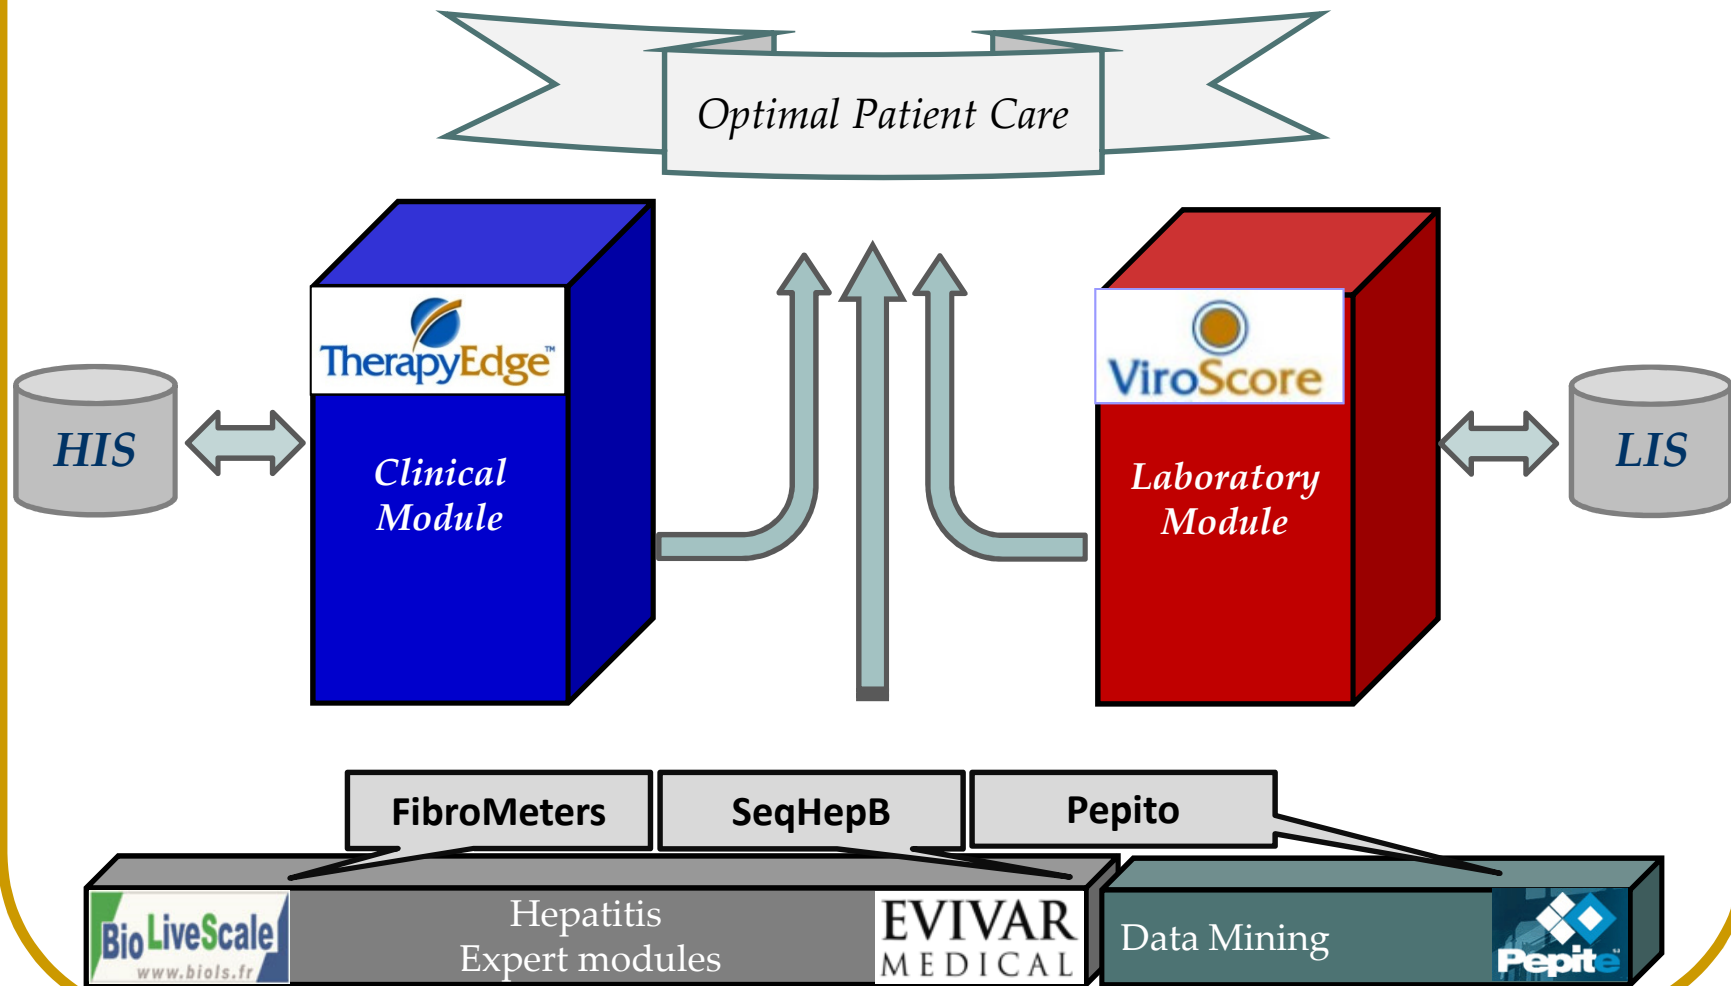 Optimal Patient Care
TherapyEdge™
ViroScore
HIS
Clinical
Module
Laboratory
Module
LIS
FibroMeters
SeqHepB
Pepito
BioLiveScale
www.biols.fr
Hepatitis
Expert modules
EVIVAR
MEDICAL
Data Mining
Pepite